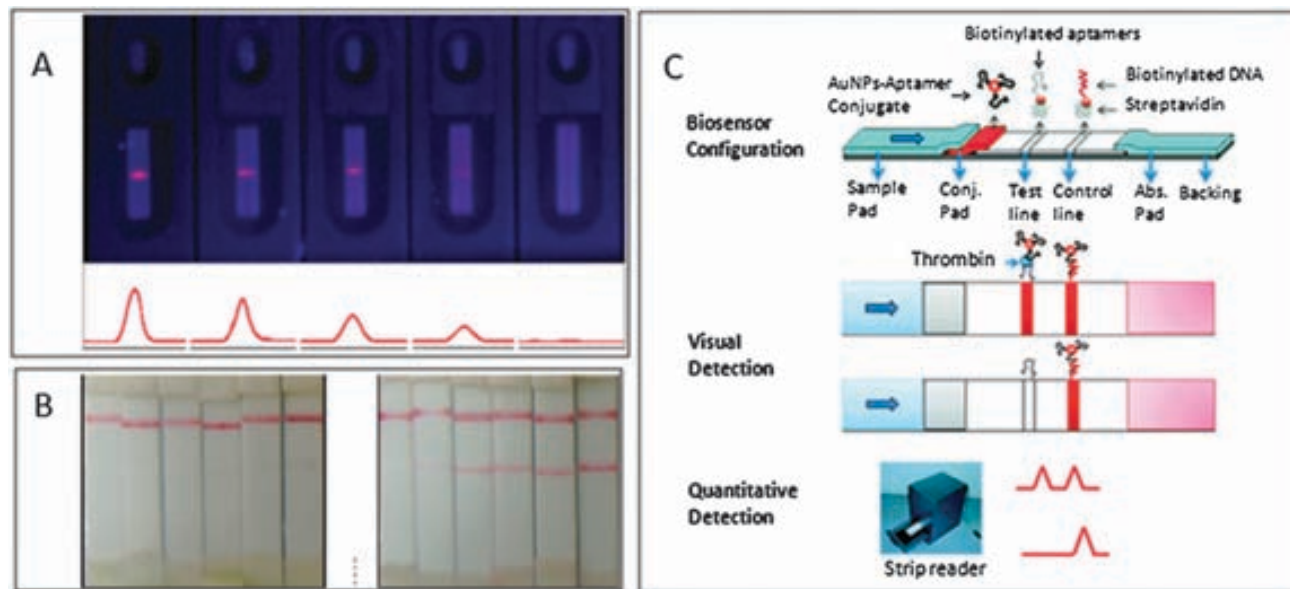 A
B
C
Biotinylated aptamers
AuNPs-Aptamer
Conjugate
Biotinylated DNA
Streptavidin
Biosensor
Configuration
Sample
Pad
Conj.
Pad
Test
line
Control
line
Abs.
Pad
Backing
Thrombin
Visual
Detection
Quantitative
Detection
Strip reader